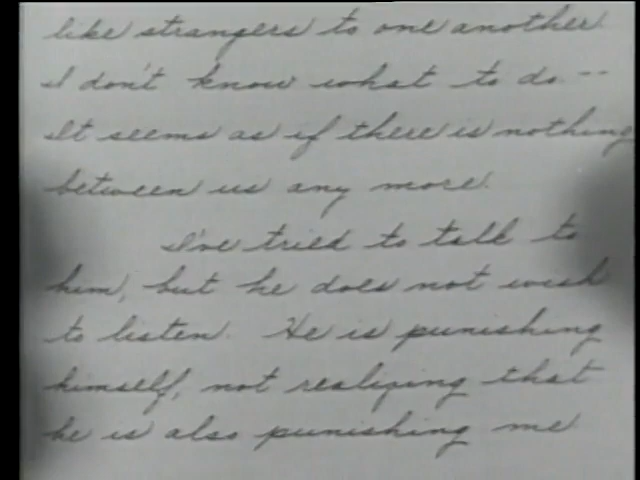 like strangers to one another
I don't know what to do --
It seems as if there is nothing
between us any more.
I've tried to talk to
him, but he does not wish
to listen. He is punishing
himself, not realizing that
he is also punishing me